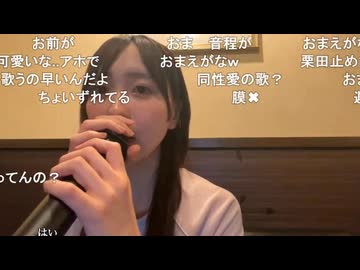 お前が おま 音程が おまえがな
可愛いな..アホで おまえがなw 栗田止め
歌うの早いんだよ 同性愛の歌？ おま
ちょいずれてる 膜✖
ってんの？
はい